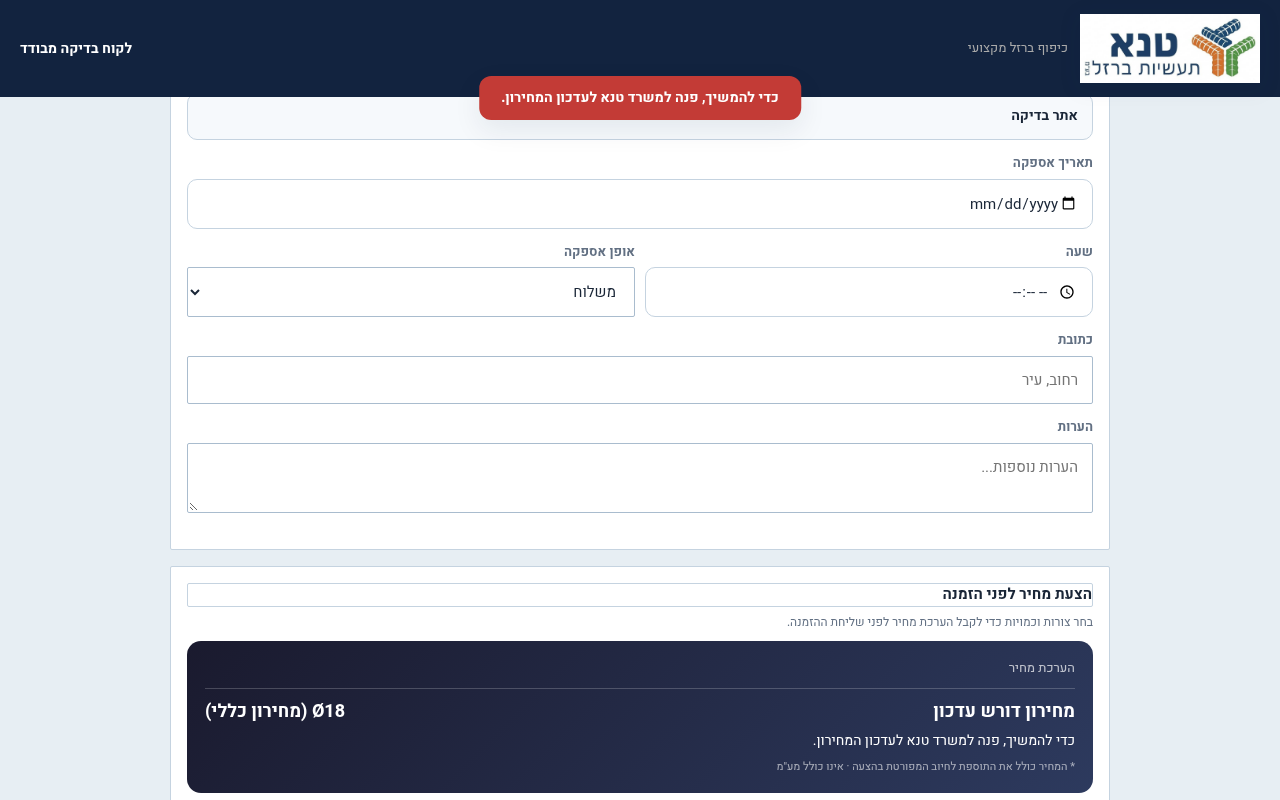 טנא
תעשיות ברזל
כיפוף ברזל מקצועי
לקוח בדיקה מבודד
כדי להמשיך, פנה למשרד טנא לעדכון המחירון.
אתר בדיקה
תאריך אספקה
mm/dd/yyyy
שעה
אופן אספקה
--:-- --
משלוח
כתובת
רחוב, עיר
הערות
הערות נוספות...
הצעת מחיר לפני הזמנה
בחר צורות וכמויות כדי לקבל הערכת מחיר לפני שליחת ההזמנה.
הערכת מחיר
מחירון דורש עדכון
Ø18 (מחירון כללי)
כדי להמשיך, פנה למשרד טנא לעדכון המחירון.
* המחיר כולל את התוספת לחיוב המפורטת בהצעה · אינו כולל מע"מ